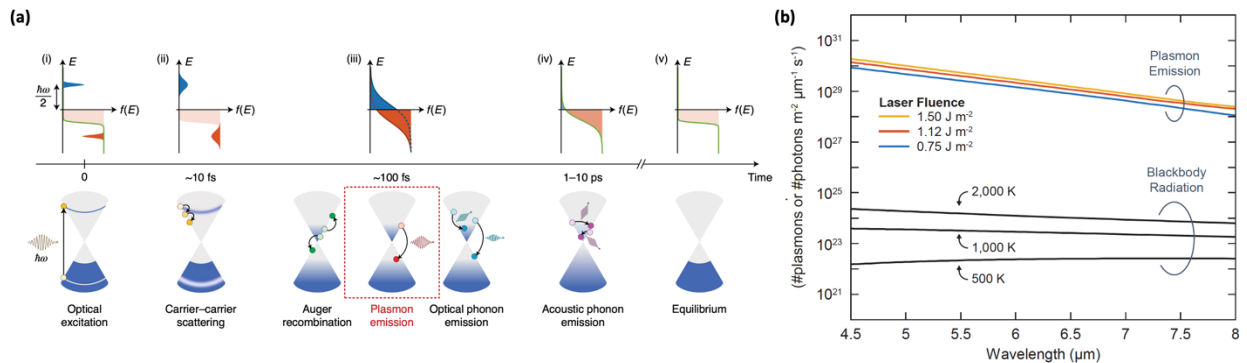 (a)
(i)
E
ħω
2
f(E)
(ii)
E
f(E)
(iii)
E
f(E)
(iv)
E
f(E)
(v)
E
f(E)
0
~10 fs
~100 fs
1–10 ps
Time
ħω
Optical
excitation
Carrier–carrier
scattering
Auger
recombination
Plasmon
emission
Optical phonon
emission
Acoustic phonon
emission
Equilibrium
(b)
(#plasmons or #photons m⁻² μm⁻¹ s⁻¹)
10³¹
10²⁹
10²⁷
10²⁵
10²³
10²¹
Plasmon
Emission
Laser Fluence
1.50 J m⁻²
1.12 J m⁻²
0.75 J m⁻²
Blackbody
Radiation
2,000 K
1,000 K
500 K
4.5 5 5.5 6 6.5 7 7.5 8
Wavelength (μm)